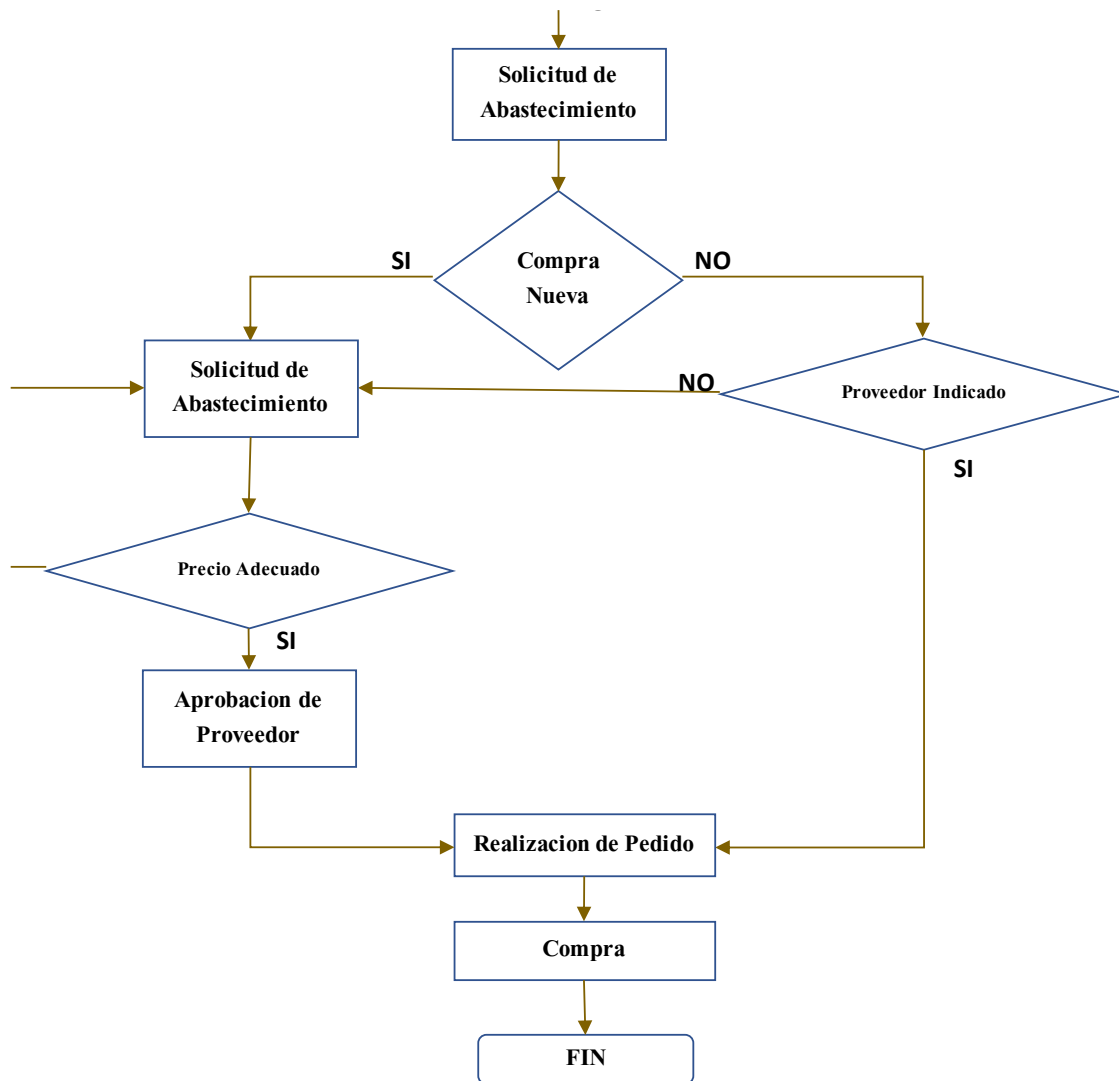 Solicitud de
Abastecimiento
SI
Compra
Nueva
NO
Solicitud de
Abastecimiento
NO
Proveedor Indicado
SI
Precio Adecuado
SI
Aprobacion de
Proveedor
Realizacion de Pedido
Compra
FIN